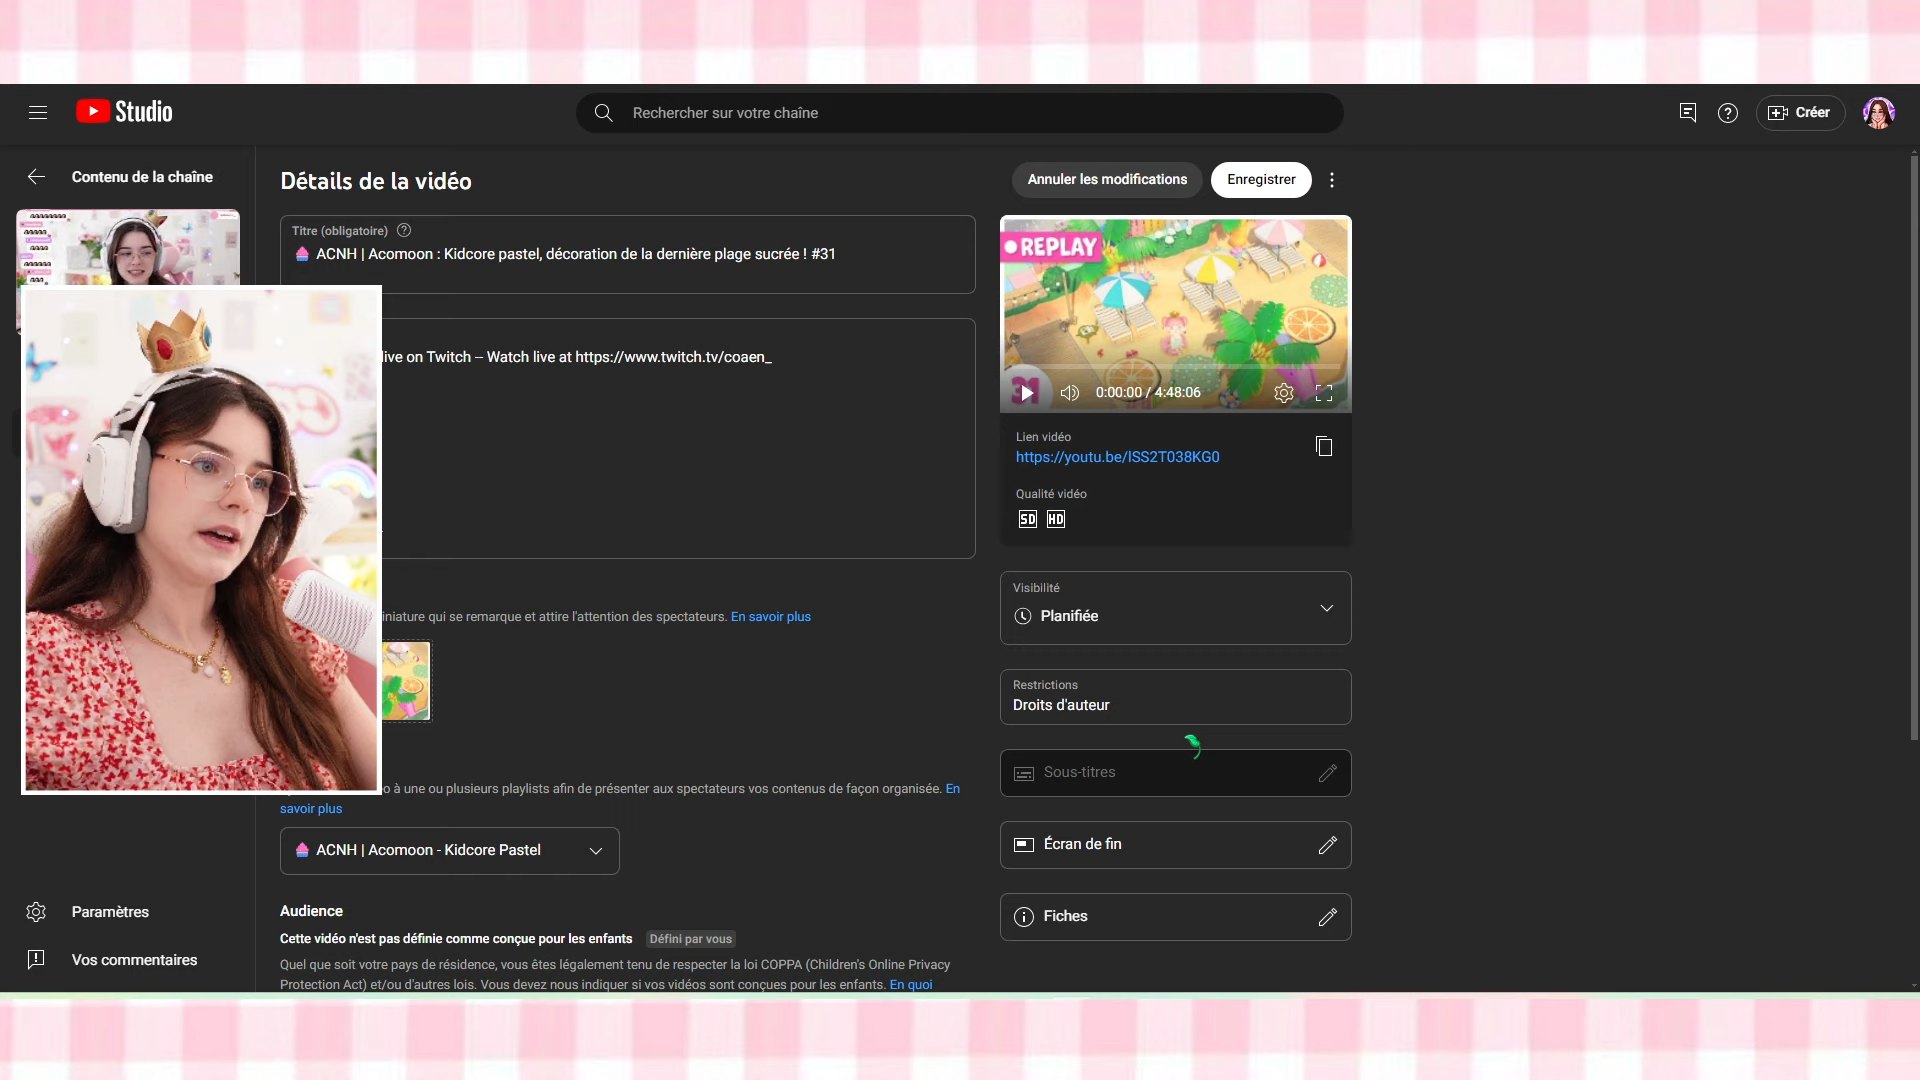 Studio
Rechercher sur votre chaîne
Créer
Contenu de la chaîne
Détails de la vidéo
Annuler les modifications
Enregistrer
Titre (obligatoire)
ACNH | Acomoon : Kidcore pastel, décoration de la dernière plage sucrée ! #31
live on Twitch -- Watch live at https://www.twitch.tv/coaen_
REPLAY
31
0:00:00 / 4:48:06
Lien vidéo
https://youtu.be/ISS2T038KG0
Qualité vidéo
SD HD
Visibilité
Planifiée
Restrictions
Droits d'auteur
Sous-titres
Écran de fin
Fiches
iniature qui se remarque et attire l'attention des spectateurs. En savoir plus
o à une ou plusieurs playlists afin de présenter aux spectateurs vos contenus de façon organisée. En
savoir plus
ACNH | Acomoon - Kidcore Pastel
Audience
Cette vidéo n'est pas définie comme conçue pour les enfants Défini par vous
Quel que soit votre pays de résidence, vous êtes légalement tenu de respecter la loi COPPA (Children's Online Privacy
Protection Act) et/ou d'autres lois. Vous devez nous indiquer si vos vidéos sont conçues pour les enfants. En quoi
Paramètres
Vos commentaires